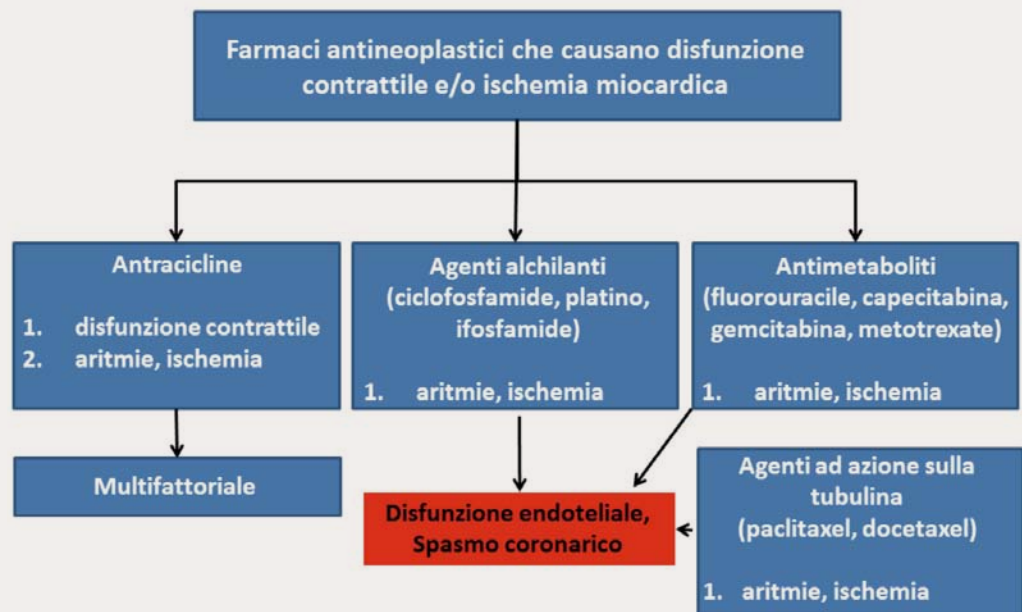 Farmaci antineoplastici che causano disfunzione
contrattile e/o ischemia miocardica
Antracicline
1. disfunzione contrattile
2. aritmie, ischemia
Agenti alchilanti
(ciclofosfamide, platino,
ifosfamide)
1. aritmie, ischemia
Antimetaboliti
(fluorouracile, capecitabina,
gemcitabina, metotrexate)
1. aritmie, ischemia
Multifattoriale
Disfunzione endoteliale,
Spasmo coronarico
Agenti ad azione sulla
tubulina
(paclitaxel, docetaxel)
1. aritmie, ischemia